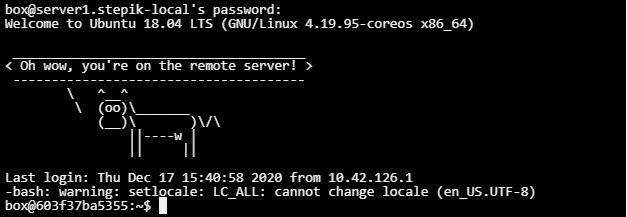 box@server1.stepik-local's password:
Welcome to Ubuntu 18.04 LTS (GNU/Linux 4.19.95-coreos x86_64)
 ______________________________________
< Oh wow, you're on the remote server! >
 --------------------------------------
        \   ^__^
         \  (oo)\_______
            (__)\       )\/\
                ||----w |
                ||     ||
Last login: Thu Dec 17 15:40:58 2020 from 10.42.126.1
-bash: warning: setlocale: LC_ALL: cannot change locale (en_US.UTF-8)
box@603f37ba5355:~$